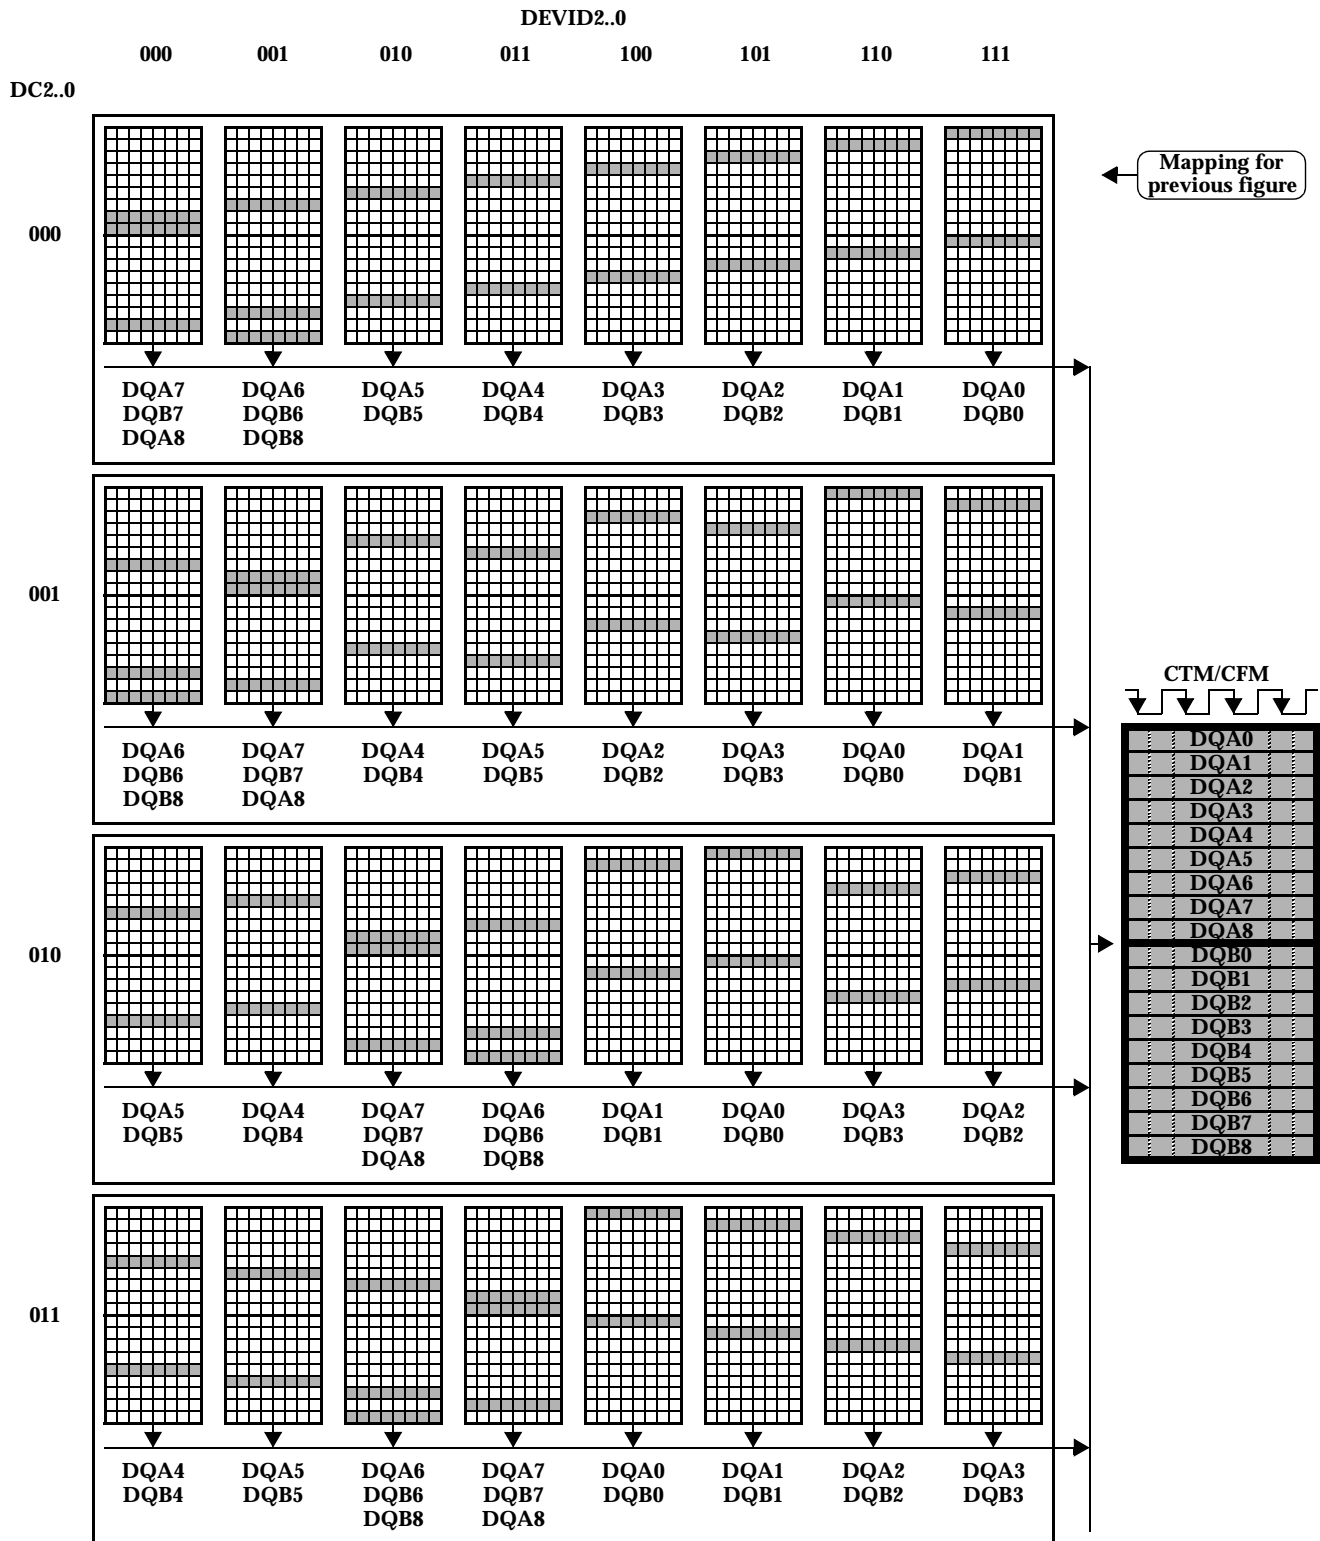 DEVID2..0
000 001 010 011 100 101 110 111
DC2..0
Mapping for
previous figure
000
DQA7 DQA6 DQA5 DQA4 DQA3 DQA2 DQA1 DQA0
DQB7 DQB6 DQB5 DQB4 DQB3 DQB2 DQB1 DQB0
DQA8 DQB8
001
DQA6 DQA7 DQA4 DQA5 DQA2 DQA3 DQA0 DQA1
DQB6 DQB7 DQB4 DQB5 DQB2 DQB3 DQB0 DQB1
DQB8 DQA8
CTM/CFM
DQA0
DQA1
DQA2
DQA3
DQA4
DQA5
DQA6
DQA7
DQA8
DQB0
DQB1
DQB2
DQB3
DQB4
DQB5
DQB6
DQB7
DQB8
010
DQA5 DQA4 DQA7 DQA6 DQA1 DQA0 DQA3 DQA2
DQB5 DQB4 DQB7 DQB6 DQB1 DQB0 DQB3 DQB2
DQA8 DQB8
011
DQA4 DQA5 DQA6 DQA7 DQA0 DQA1 DQA2 DQA3
DQB4 DQB5 DQB6 DQB7 DQB0 DQB1 DQB2 DQB3
DQB8 DQA8